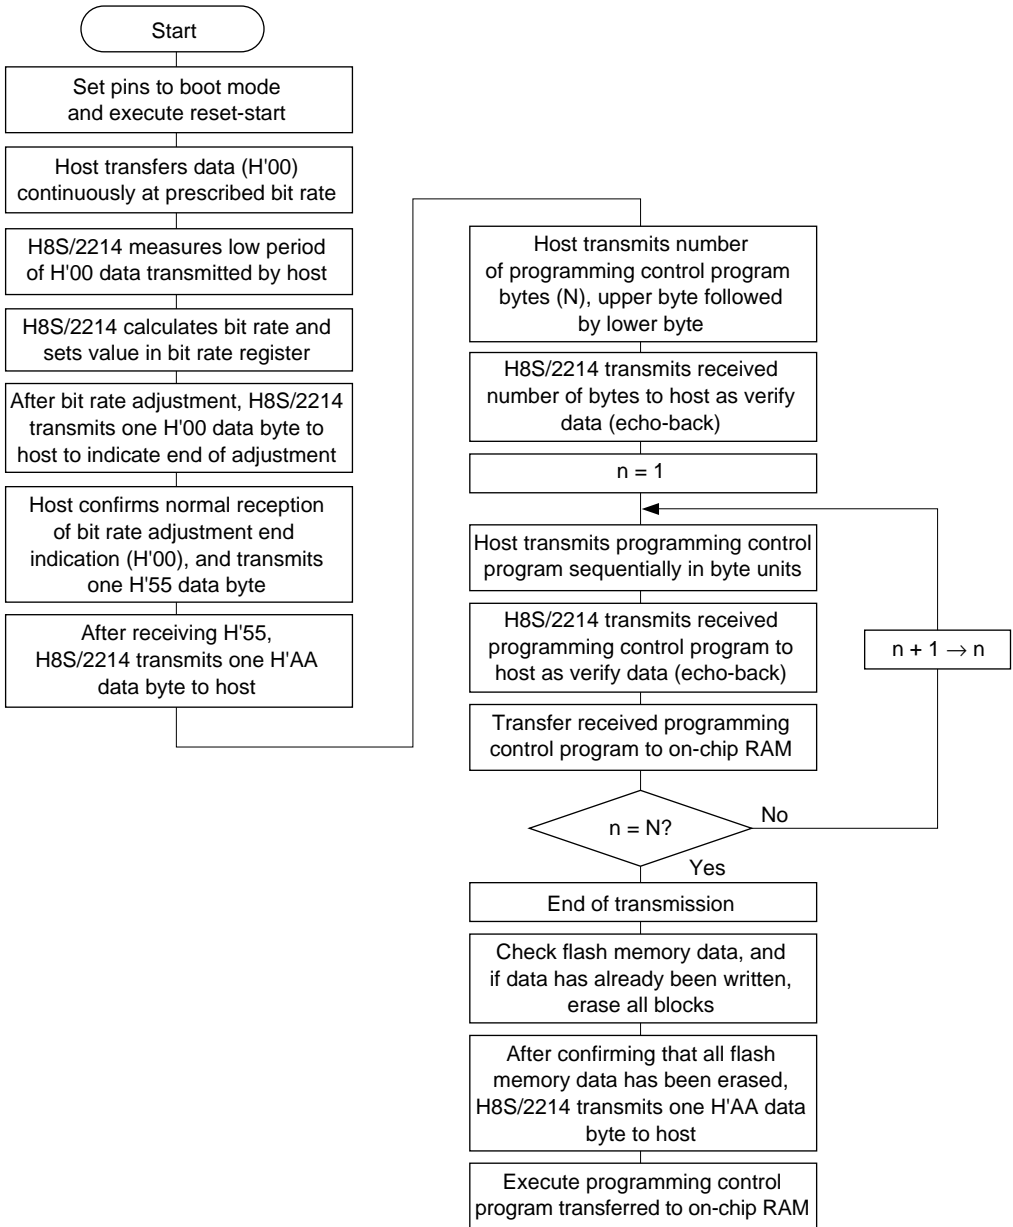 Start
Set pins to boot mode
and execute reset-start
Host transfers data (H'00)
continuously at prescribed bit rate
H8S/2214 measures low period
of H'00 data transmitted by host
H8S/2214 calculates bit rate and
sets value in bit rate register
After bit rate adjustment, H8S/2214
transmits one H'00 data byte to
host to indicate end of adjustment
Host confirms normal reception
of bit rate adjustment end
indication (H'00), and transmits
one H'55 data byte
After receiving H'55,
H8S/2214 transmits one H'AA
data byte to host
Host transmits number
of programming control program
bytes (N), upper byte followed
by lower byte
H8S/2214 transmits received
number of bytes to host as verify
data (echo-back)
n = 1
Host transmits programming control
program sequentially in byte units
H8S/2214 transmits received
programming control program to
host as verify data (echo-back)
n + 1 → n
Transfer received programming
control program to on-chip RAM
n = N?
No
Yes
End of transmission
Check flash memory data, and
if data has already been written,
erase all blocks
After confirming that all flash
memory data has been erased,
H8S/2214 transmits one H'AA data
byte to host
Execute programming control
program transferred to on-chip RAM